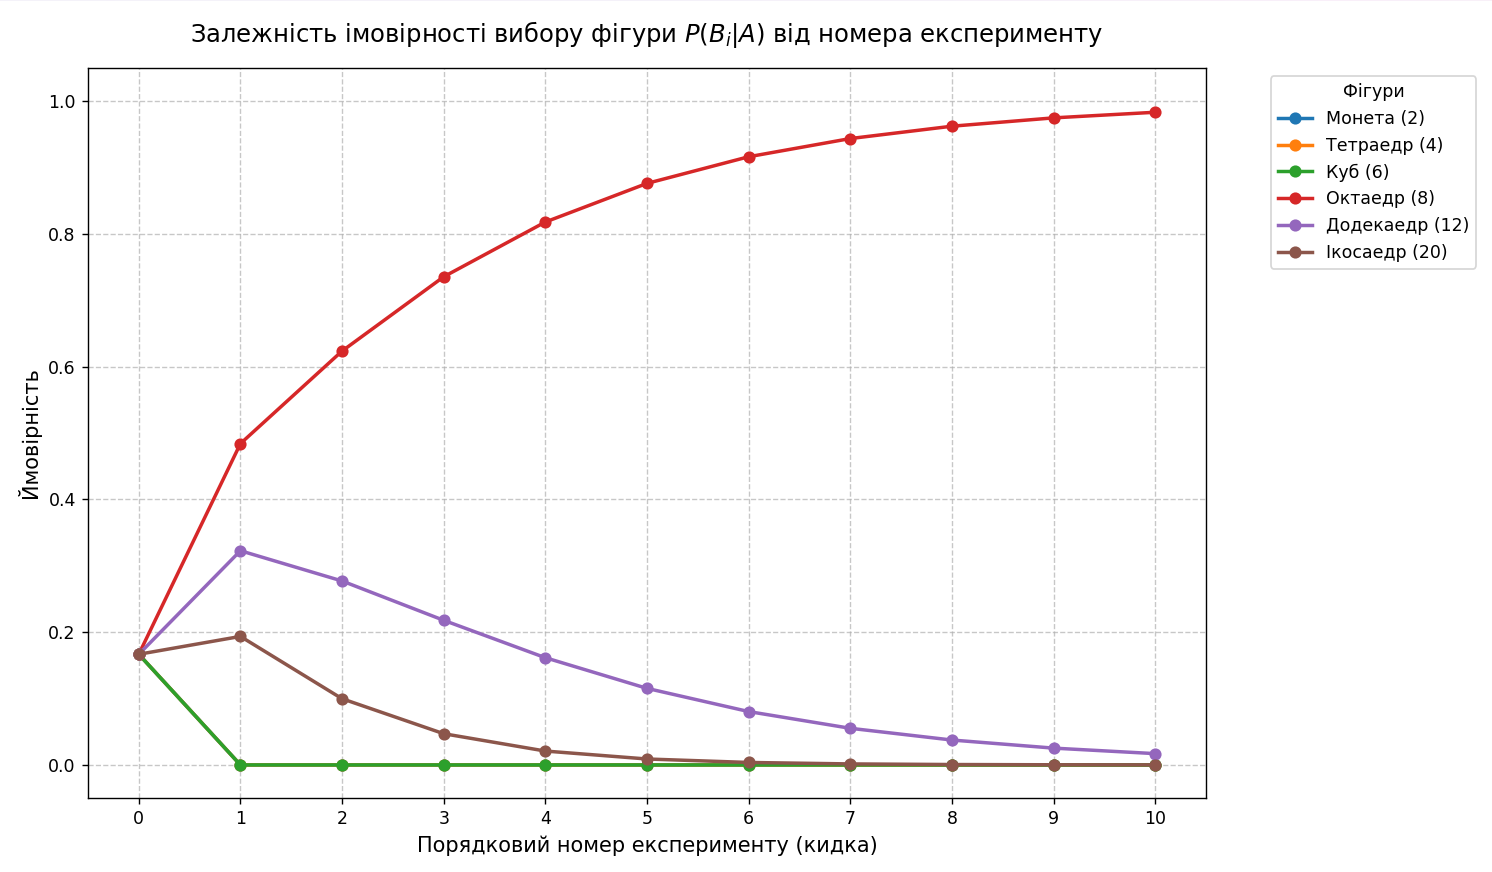 Залежність імовірності вибору фігури P(Bᵢ|A) від номера експерименту
Ймовірність
1.0
0.8
0.6
0.4
0.2
0.0
0 1 2 3 4 5 6 7 8 9 10
Порядковий номер експерименту (кидка)
Фігури
Монета (2)
Тетраедр (4)
Куб (6)
Октаедр (8)
Додекаедр (12)
Ікосаедр (20)